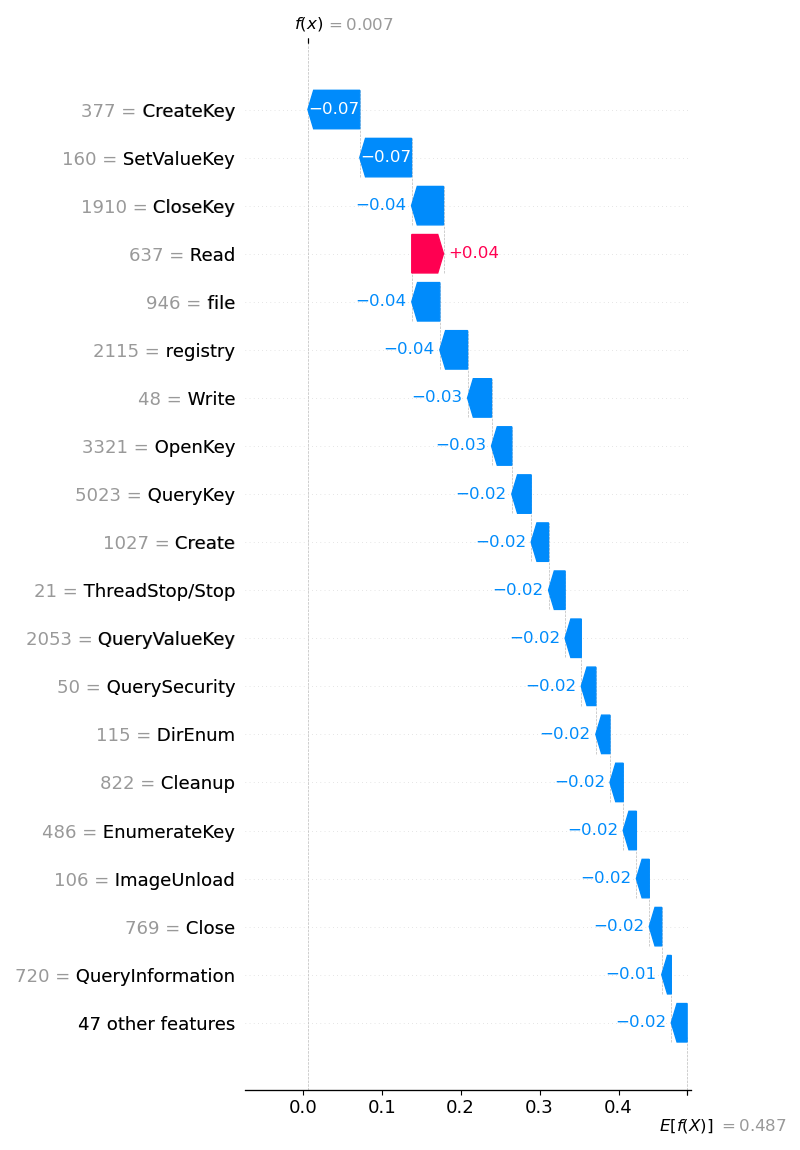 f(x) = 0.007
377 = CreateKey
−0.07
160 = SetValueKey
−0.07
1910 = CloseKey
−0.04
637 = Read
+0.04
946 = file
−0.04
2115 = registry
−0.04
48 = Write
−0.03
3321 = OpenKey
−0.03
5023 = QueryKey
−0.02
1027 = Create
−0.02
21 = ThreadStop/Stop
−0.02
2053 = QueryValueKey
−0.02
50 = QuerySecurity
−0.02
115 = DirEnum
−0.02
822 = Cleanup
−0.02
486 = EnumerateKey
−0.02
106 = ImageUnload
−0.02
769 = Close
−0.02
720 = QueryInformation
−0.01
47 other features
−0.02
0.0 0.1 0.2 0.3 0.4
E[f(X)] = 0.487